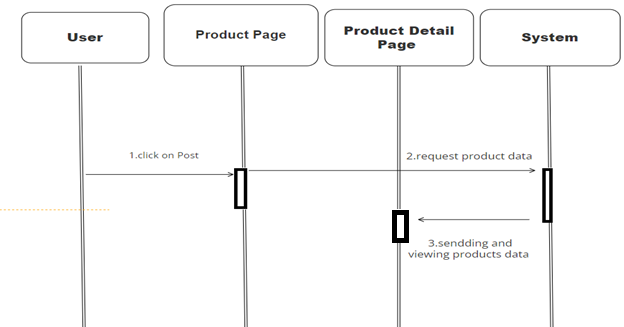 User
Product Page
Product Detail
Page
System
1.click on Post
2.request product data
3.sendding and
viewing products data